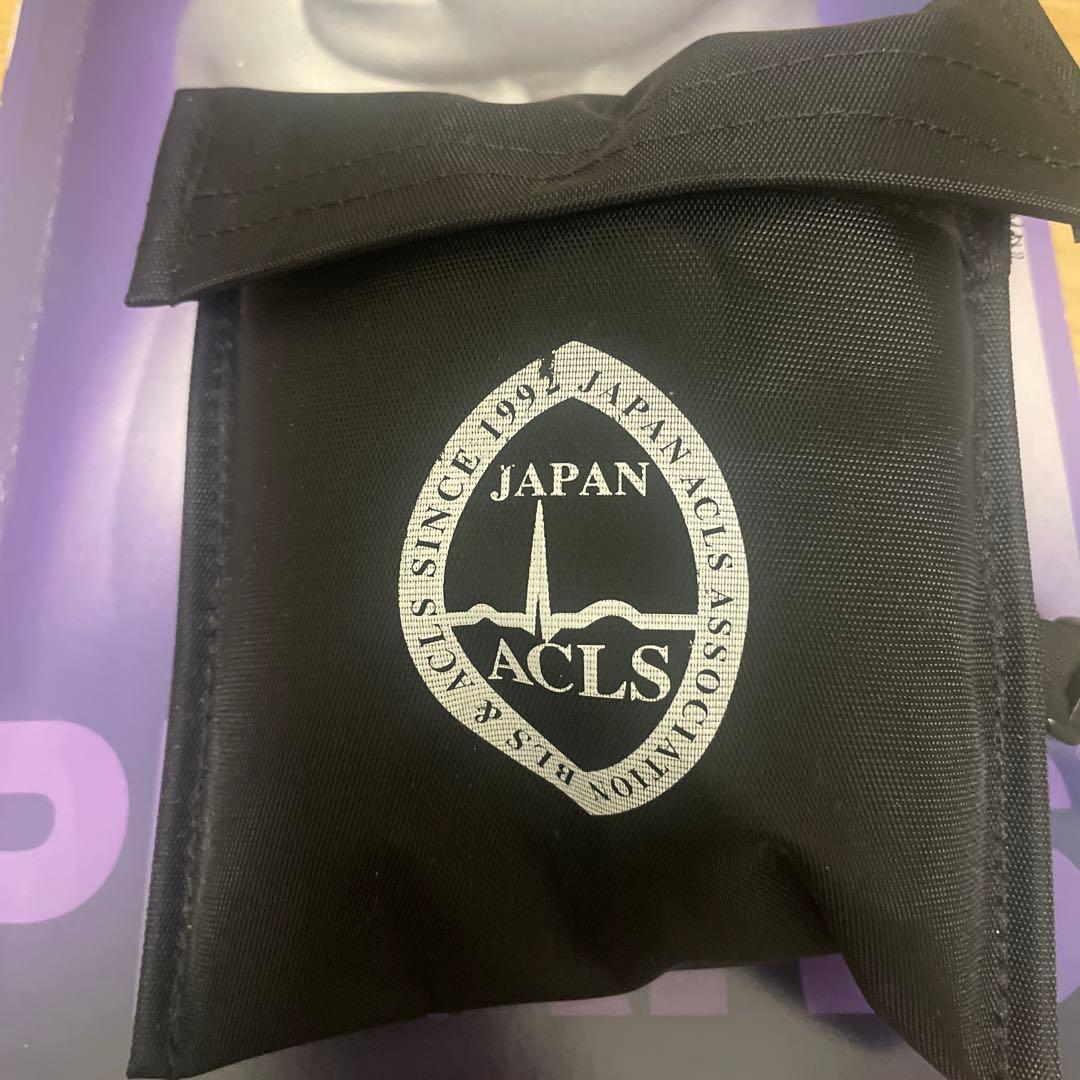 JAPAN ACLS ASSOCIATION BLS & ACLS SINCE 1992
JAPAN
ACLS